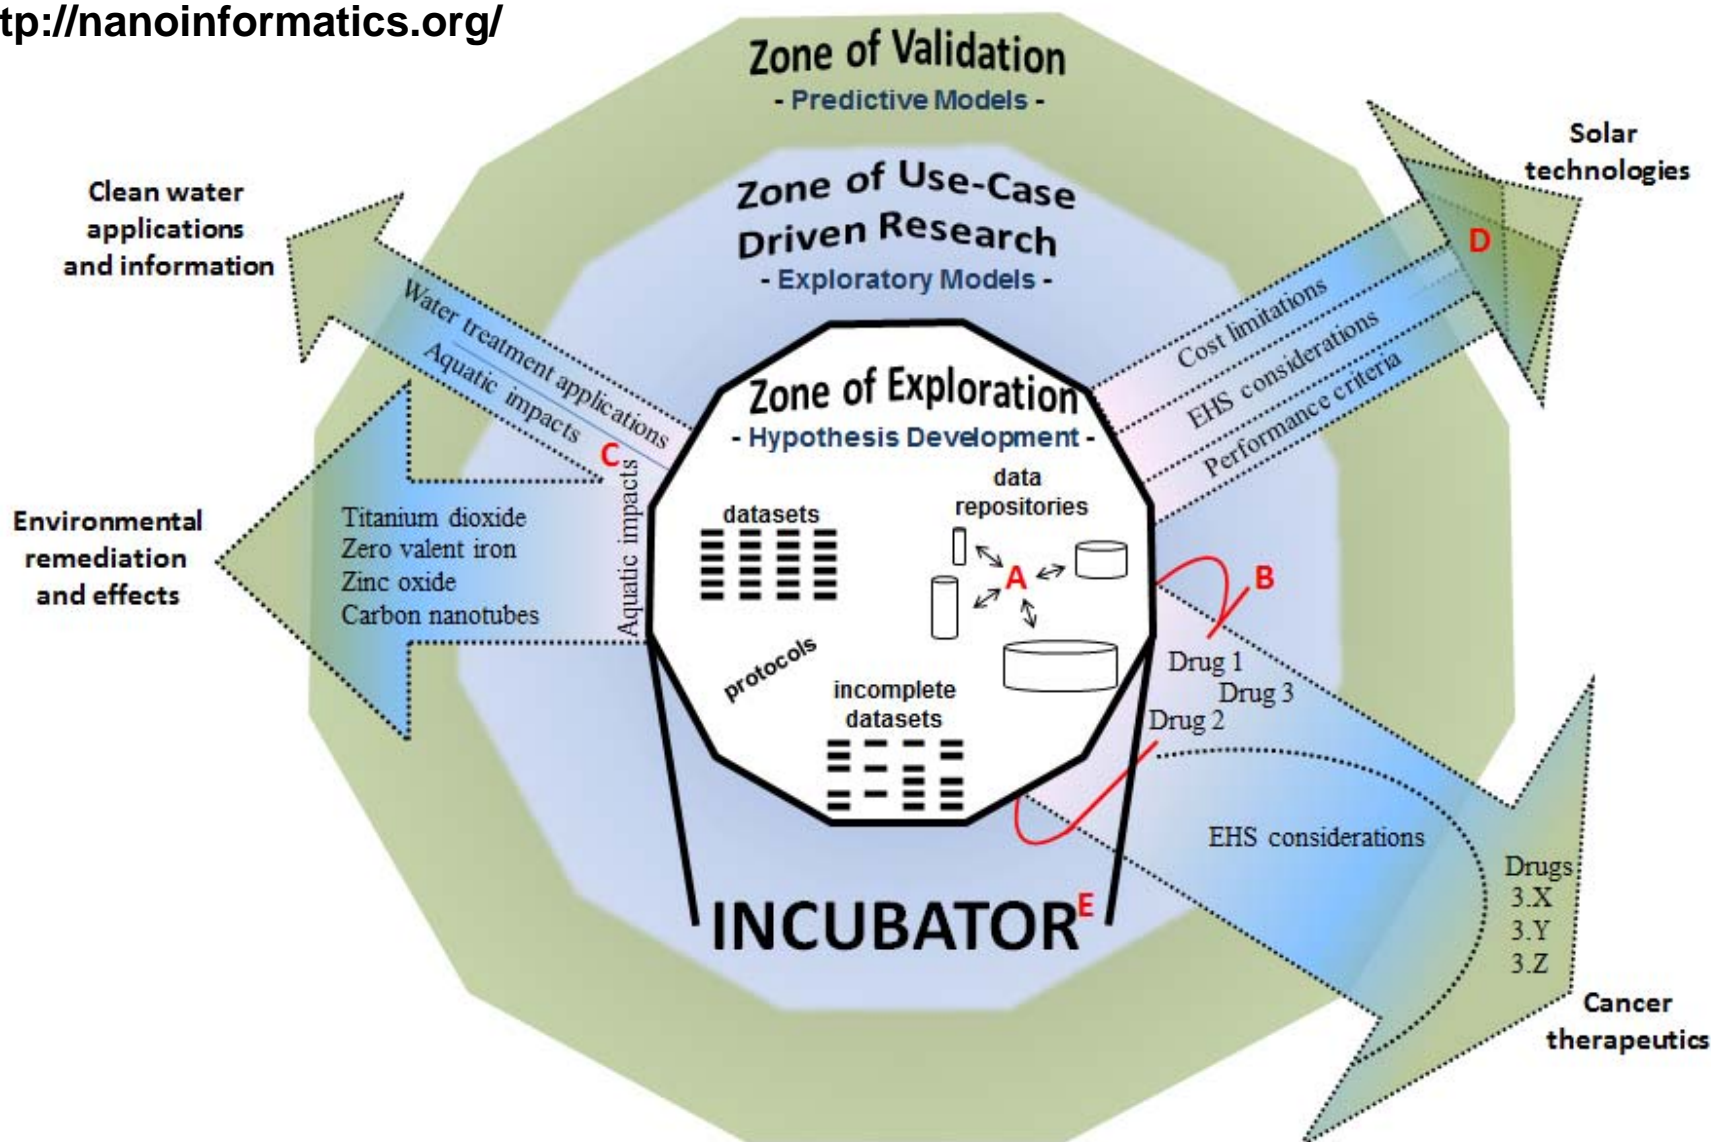 tp://nanoinformatics.org/
Zone of Validation
- Predictive Models -
Zone of Use-Case
Driven Research
- Exploratory Models -
Zone of Exploration
- Hypothesis Development -
datasets
data
repositories
A
protocols
incomplete
datasets
INCUBATOR
E
Clean water
applications
and information
Water treatment applications
Aquatic impacts
C
Environmental
remediation
and effects
Titanium dioxide
Zero valent iron
Zinc oxide
Carbon nanotubes
Aquatic impacts
Solar
technologies
D
Cost limitations
EHS considerations
Performance criteria
B
Drug 1
Drug 3
Drug 2
EHS considerations
Drugs
3.X
3.Y
3.Z
Cancer
therapeutics